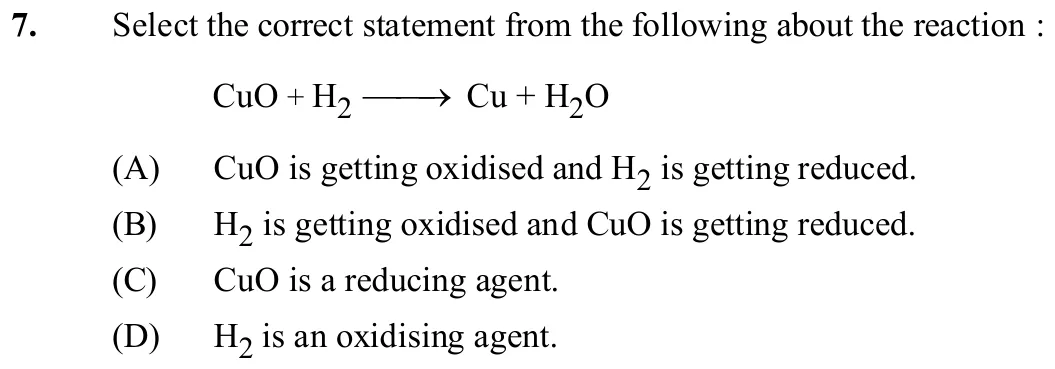 7. Select the correct statement from the following about the reaction :
CuO + H₂ ⟶ Cu + H₂O
(A) CuO is getting oxidised and H₂ is getting reduced.
(B) H₂ is getting oxidised and CuO is getting reduced.
(C) CuO is a reducing agent.
(D) H₂ is an oxidising agent.